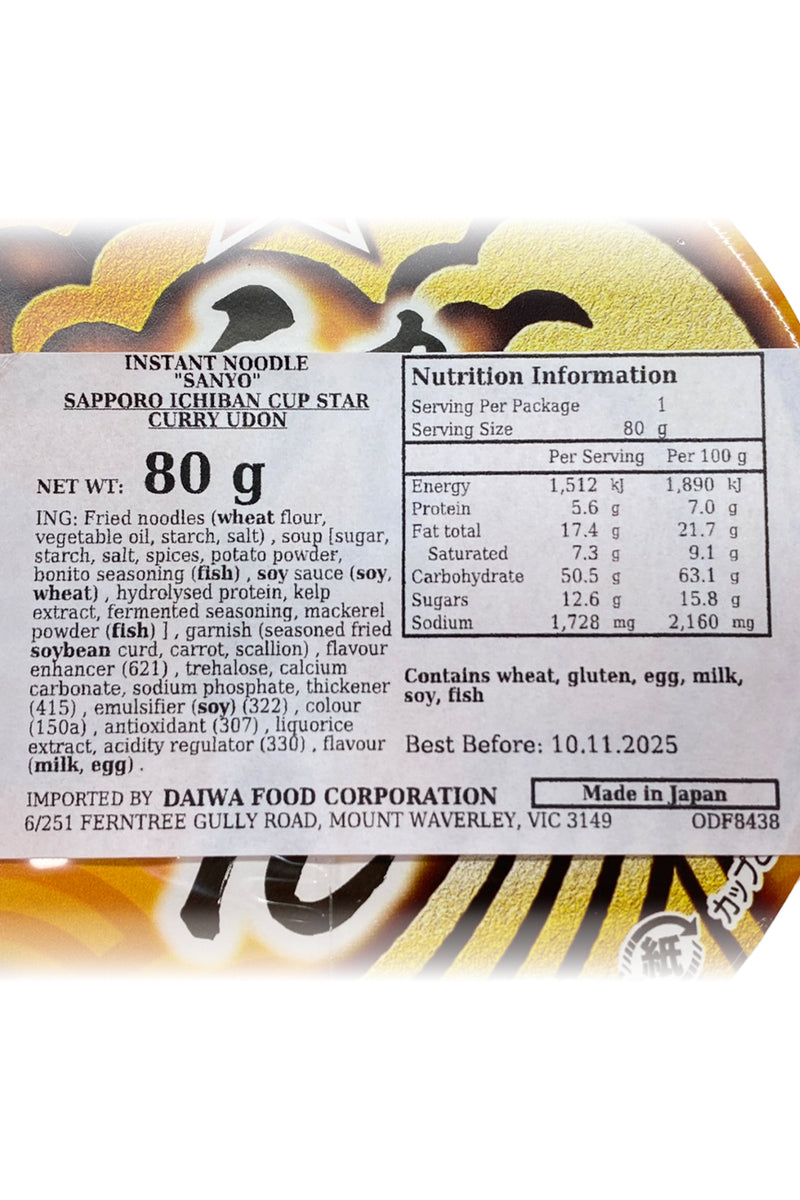 INSTANT NOODLE
"SANYO"
SAPPORO ICHIBAN CUP STAR
CURRY UDON
NET WT: 80 g
ING: Fried noodles (wheat flour,
vegetable oil, starch, salt) , soup [sugar,
starch, salt, spices, potato powder,
bonito seasoning (fish) , soy sauce (soy,
wheat) , hydrolysed protein, kelp
extract, fermented seasoning, mackerel
powder (fish) ] , garnish (seasoned fried
soybean curd, carrot, scallion) , flavour
enhancer (621) , trehalose, calcium
carbonate, sodium phosphate, thickener
(415) , emulsifier (soy) (322) , colour
(150a) , antioxidant (307) , liquorice
extract, acidity regulator (330) , flavour
(milk, egg) .
Nutrition Information
Serving Per Package 1
Serving Size 80 g
Per Serving Per 100 g
Energy 1,512 kJ 1,890 kJ
Protein 5.6 g 7.0 g
Fat total 17.4 g 21.7 g
Saturated 7.3 g 9.1 g
Carbohydrate 50.5 g 63.1 g
Sugars 12.6 g 15.8 g
Sodium 1,728 mg 2,160 mg
Contains wheat, gluten, egg, milk,
soy, fish
Best Before: 10.11.2025
IMPORTED BY DAIWA FOOD CORPORATION
Made in Japan
6/251 FERNTREE GULLY ROAD, MOUNT WAVERLEY, VIC 3149
ODF8438
カップ
紙